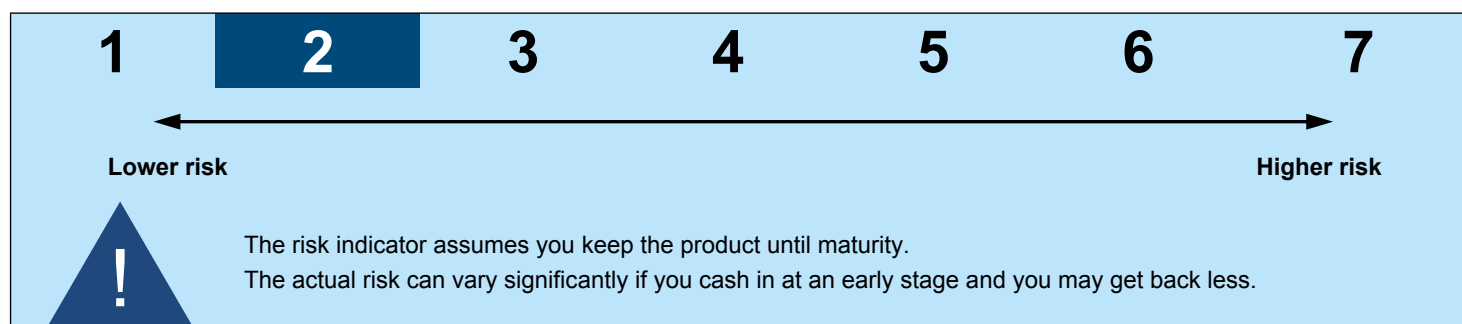 1 2 3 4 5 6 7
Lower risk Higher risk
!
The risk indicator assumes you keep the product until maturity.
The actual risk can vary significantly if you cash in at an early stage and you may get back less.